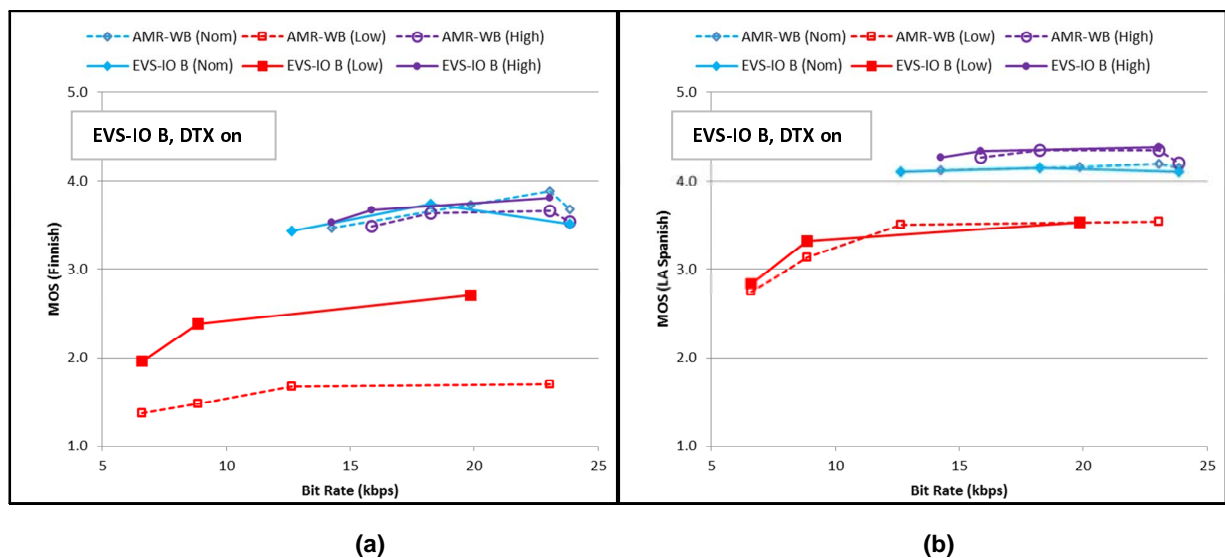 AMR-WB (Nom) AMR-WB (Low) AMR-WB (High)
EVS-IO B (Nom) EVS-IO B (Low) EVS-IO B (High)
5.0
EVS-IO B, DTX on
4.0
3.0
2.0
1.0
MOS (Finnish)
5 10 15 20 25
Bit Rate (kbps)
(a)
AMR-WB (Nom) AMR-WB (Low) AMR-WB (High)
EVS-IO B (Nom) EVS-IO B (Low) EVS-IO B (High)
5.0
EVS-IO B, DTX on
4.0
3.0
2.0
1.0
MOS (LA Spanish)
5 10 15 20 25
Bit Rate (kbps)
(b)